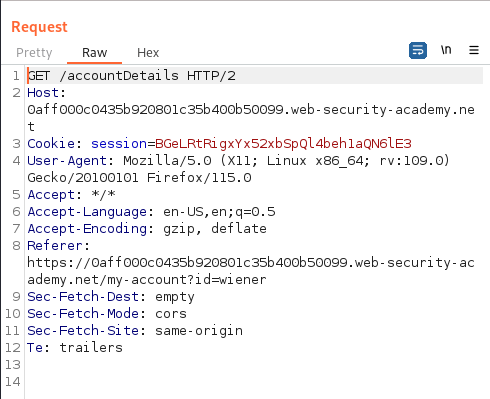 Request
Pretty Raw Hex
\n
1 GET /accountDetails HTTP/2
2 Host:
0aff000c0435b920801c35b400b50099.web-security-academy.ne
t
3 Cookie: session=BGeLRtRigxYx52xbSpQl4beh1aQN6lE3
4 User-Agent: Mozilla/5.0 (X11; Linux x86_64; rv:109.0)
Gecko/20100101 Firefox/115.0
5 Accept: */*
6 Accept-Language: en-US,en;q=0.5
7 Accept-Encoding: gzip, deflate
8 Referer:
https://0aff000c0435b920801c35b400b50099.web-security-ac
ademy.net/my-account?id=wiener
9 Sec-Fetch-Dest: empty
10 Sec-Fetch-Mode: cors
11 Sec-Fetch-Site: same-origin
12 Te: trailers
13
14